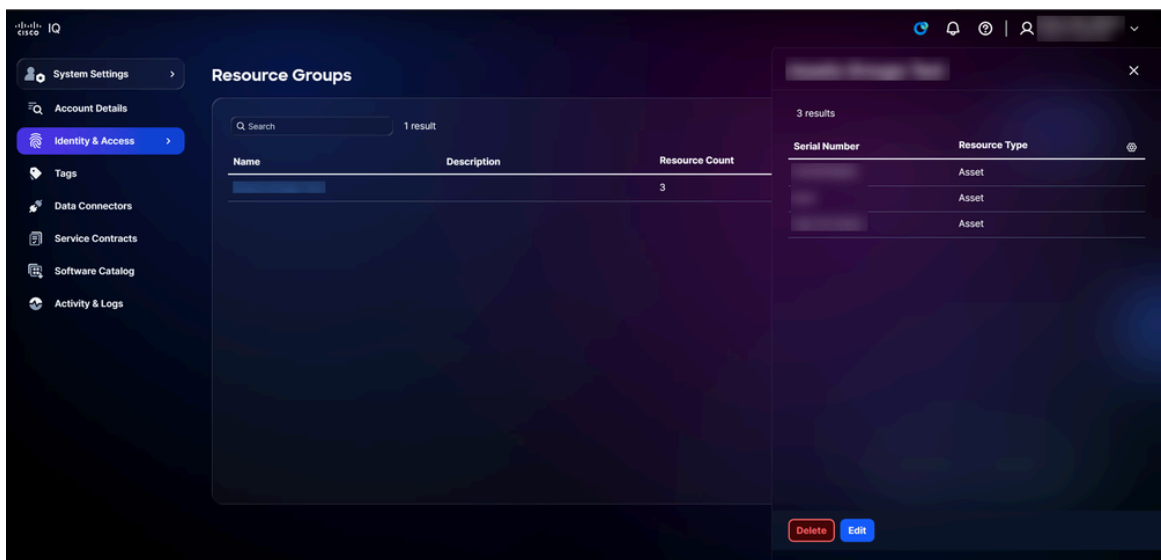 cisco IQ
System Settings
Account Details
Identity & Access
Tags
Data Connectors
Service Contracts
Software Catalog
Activity & Logs
Resource Groups
Search 1 result
Name Description Resource Count
3
3 results
Serial Number Resource Type
Asset
Asset
Asset
Delete Edit